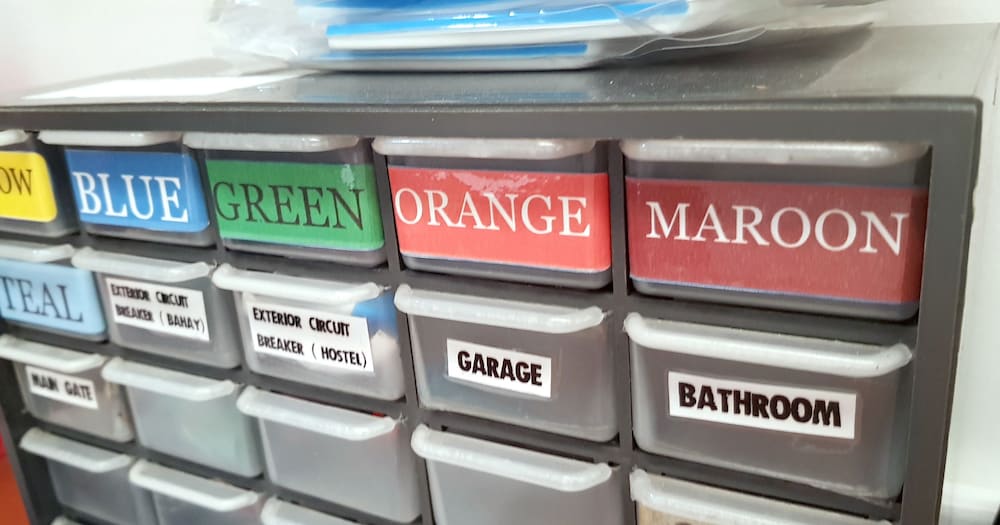 OW
BLUE
GREEN
ORANGE
MAROON
TEAL
EXTERIOR CIRCUIT
BREAKER ( BAHAY)
EXTERIOR CIRCUIT
BREAKER ( HOSTEL)
GARAGE
BATHROOM
MAIN GATE